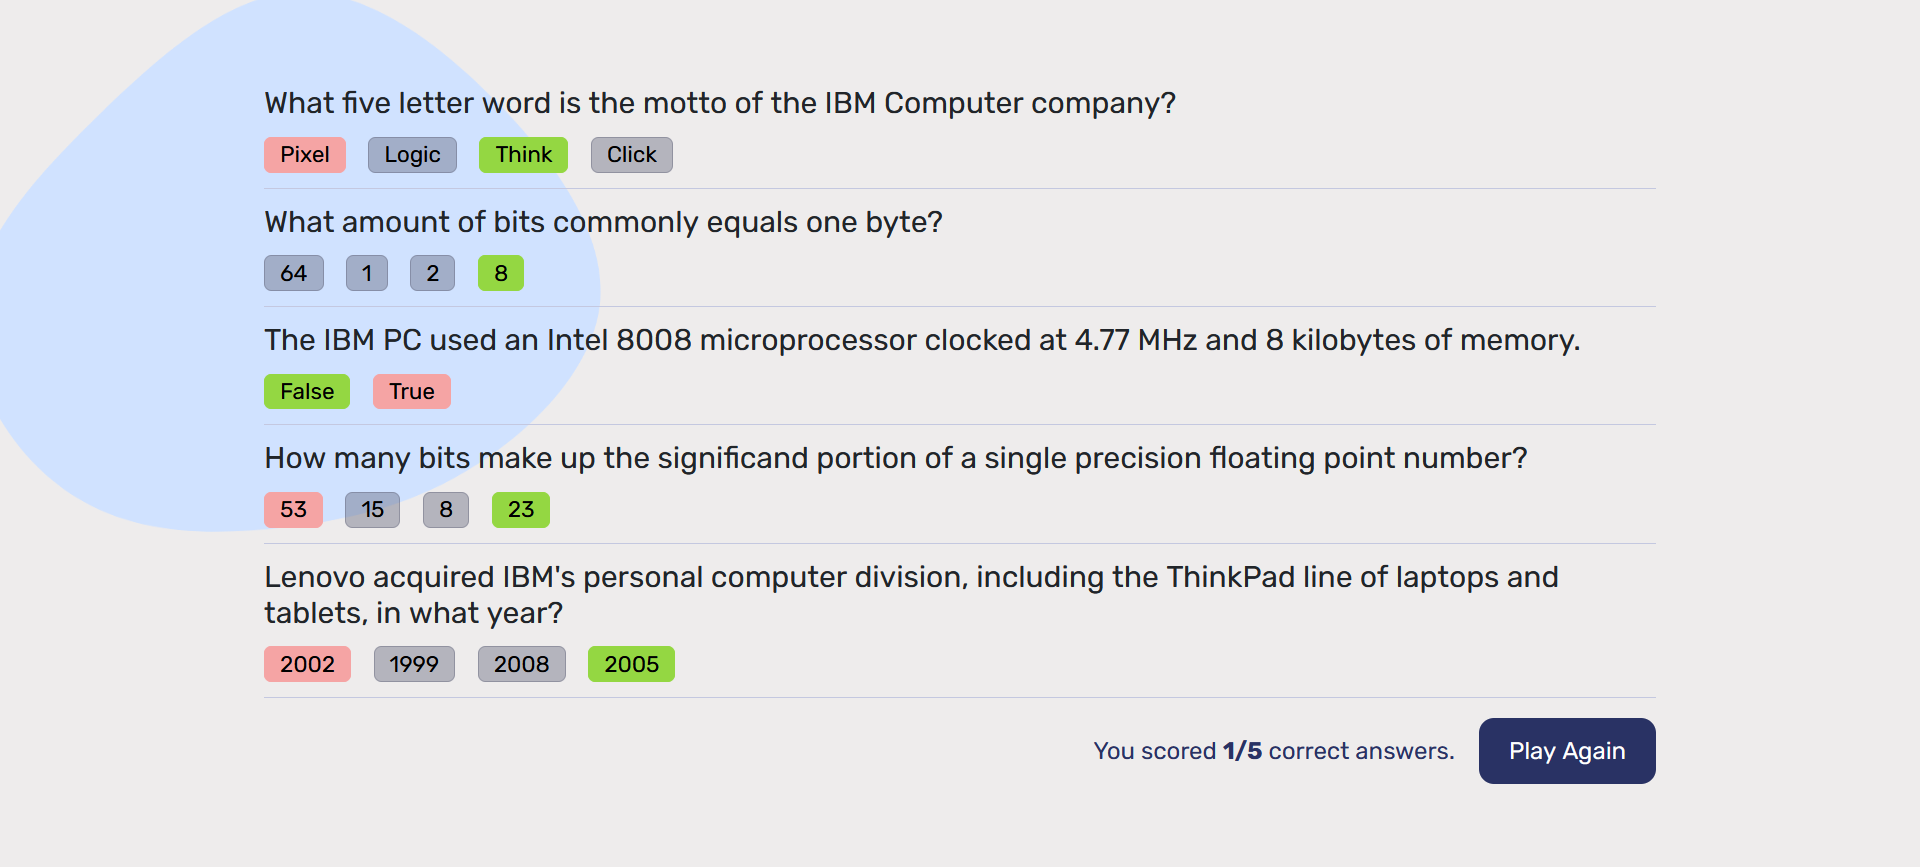 What five letter word is the motto of the IBM Computer company?
Pixel Logic Think Click
What amount of bits commonly equals one byte?
64 1 2 8
The IBM PC used an Intel 8008 microprocessor clocked at 4.77 MHz and 8 kilobytes of memory.
False True
How many bits make up the significand portion of a single precision floating point number?
53 15 8 23
Lenovo acquired IBM's personal computer division, including the ThinkPad line of laptops and
tablets, in what year?
2002 1999 2008 2005
You scored 1/5 correct answers. Play Again